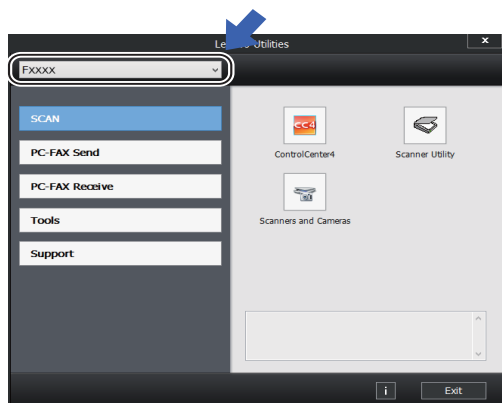 Utilities
x
FXXXX
SCAN
PC-FAX Send
PC-FAX Receive
Tools
Support
CC4
ControlCenter4
Scanner Utility
Scanners and Cameras
i
Exit